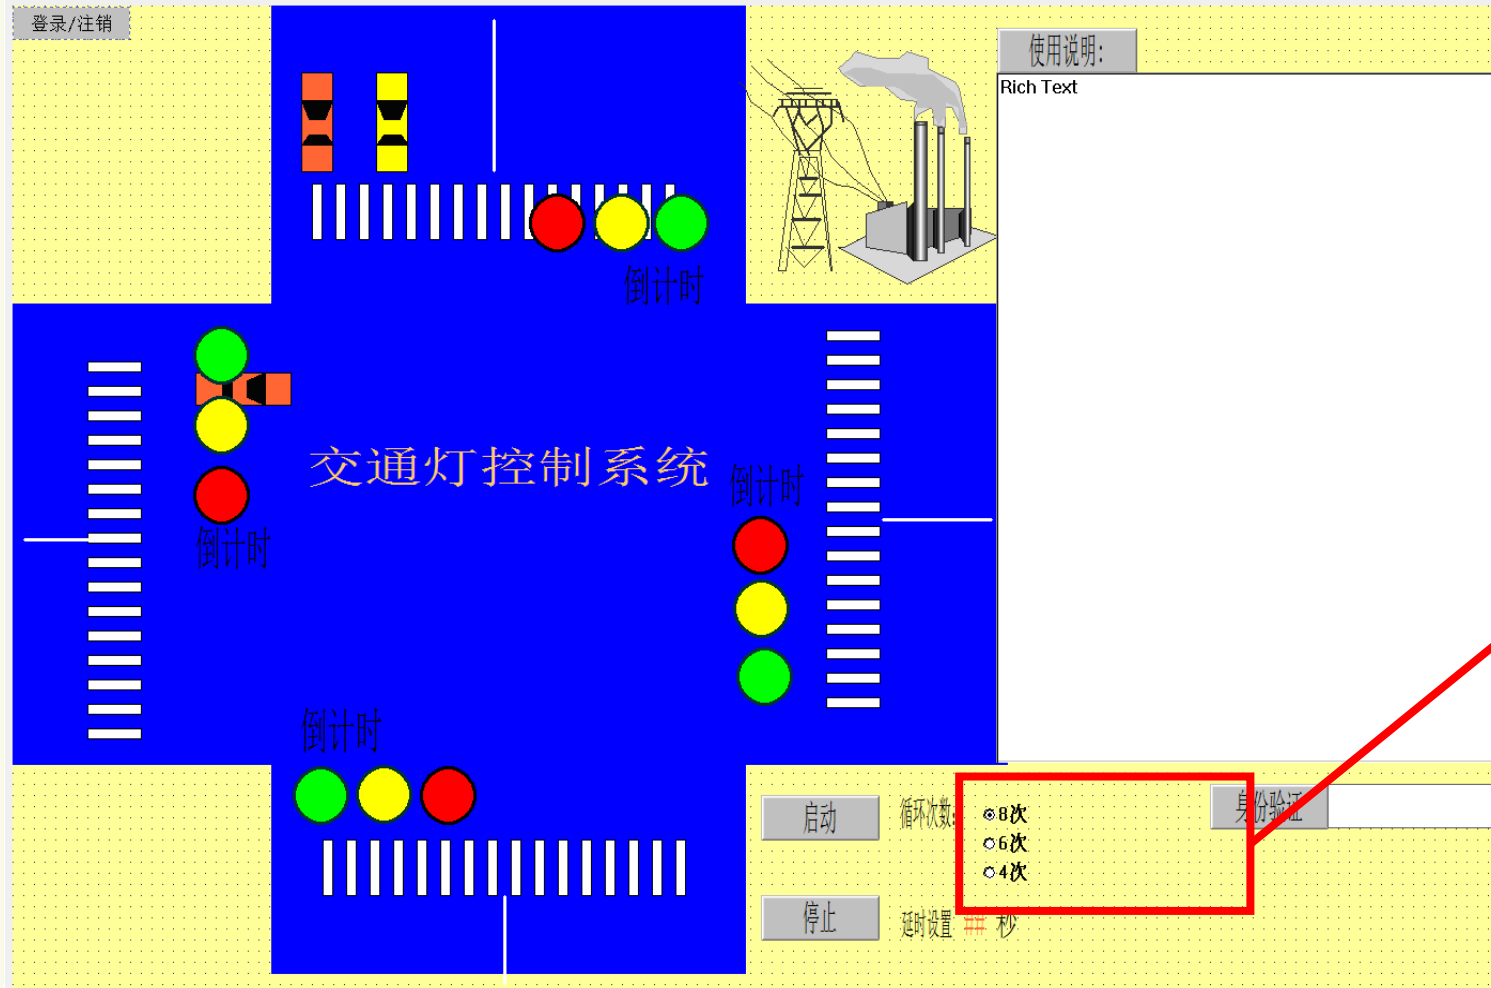 登录/注销
使用说明:
Rich Text
倒计时
交通灯控制系统
倒计时
倒计时
倒计时
启动
循环次数:
8次
6次
4次
身份验证
停止
延时设置 ## 秒